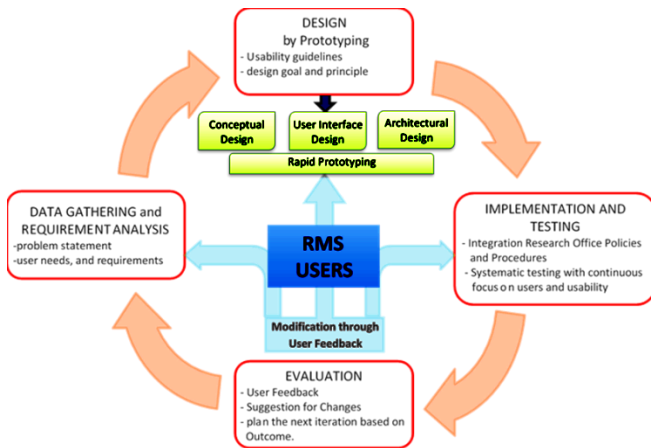 DESIGN
by Prototyping
- Usability guidelines
- design goal and principle
Conceptual
Design
User Interface
Design
Architectural
Design
Rapid Prototyping
DATA GATHERING and
REQUIREMENT ANALYSIS
-problem statement
-user needs, and requirements
RMS
USERS
IMPLEMENTATION AND
TESTING
- Integration Research Office Policies
and Procedures
- Systematic testing with continuous
focus on users and usability
Modification through
User Feedback
EVALUATION
- User Feedback
- Suggestion for Changes
- plan the next iteration based on
Outcome.